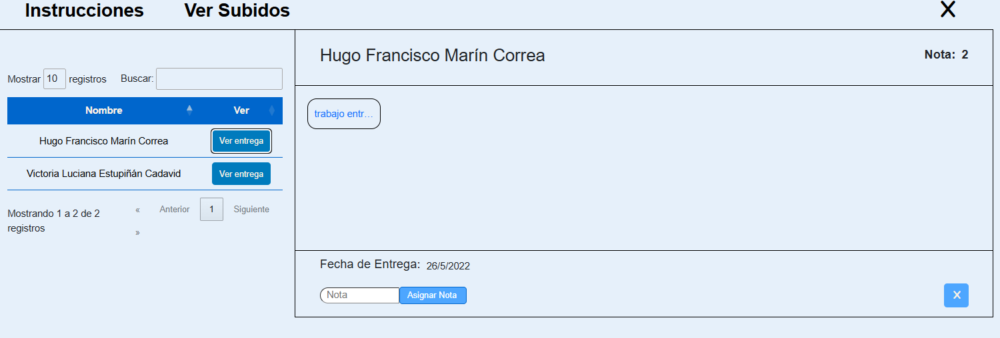 Instrucciones Ver Subidos X
Hugo Francisco Marín Correa Nota: 2
Mostrar 10 registros Buscar:
Nombre Ver
Hugo Francisco Marín Correa Ver entrega
Victoria Luciana Estupiñán Cadavid Ver entrega
Mostrando 1 a 2 de 2
registros
« Anterior 1 Siguiente
»
trabajo entr...
Fecha de Entrega: 26/5/2022
Nota Asignar Nota X